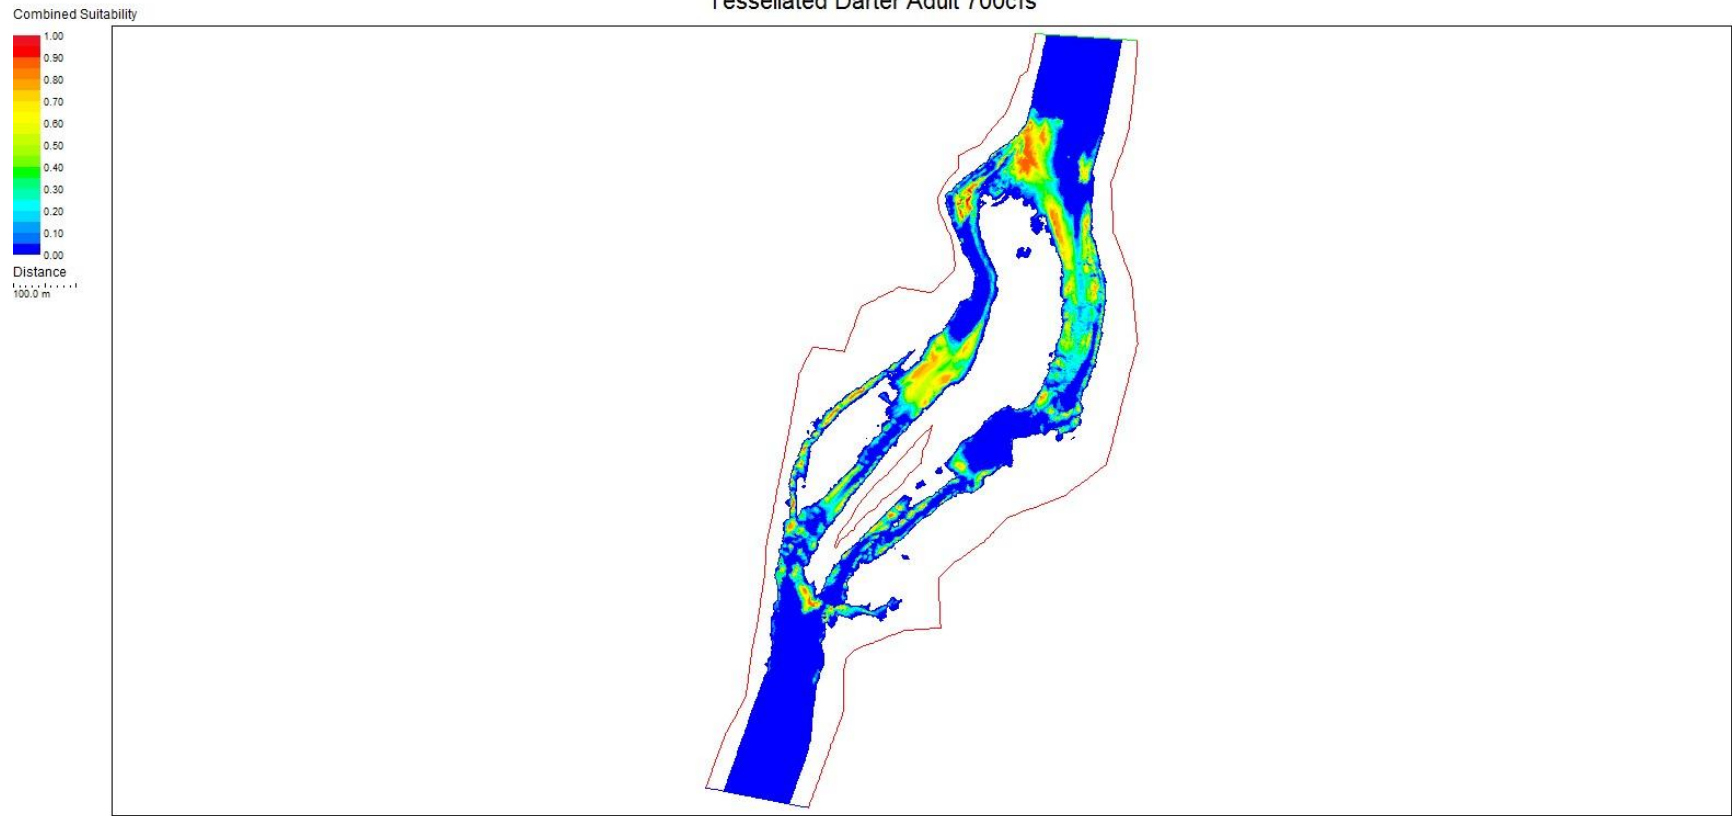 Tessellated Darter Adult 700cfs
Combined Suitability
1.00
0.90
0.80
0.70
0.60
0.50
0.40
0.30
0.20
0.10
0.00
Distance
100.0 m